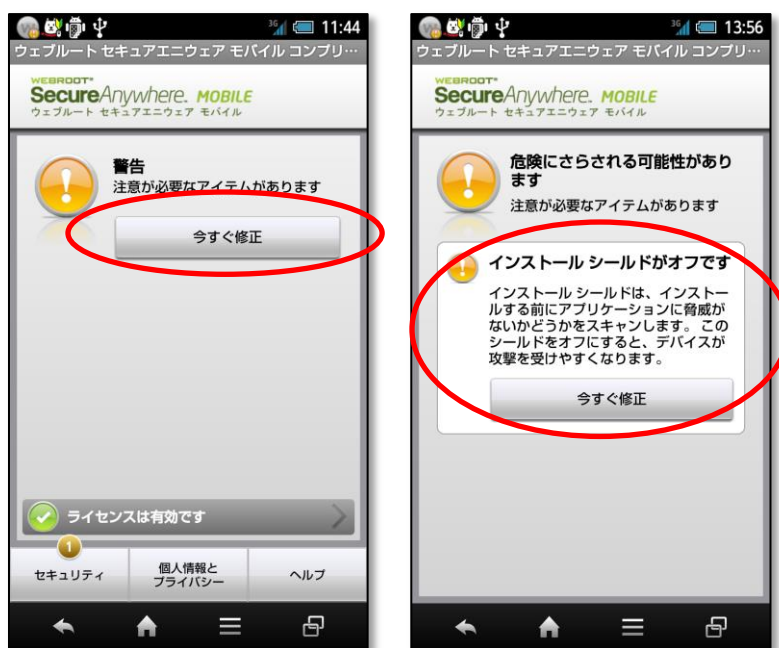 3G 11:44
ウェブルート セキュアエニウェア モバイル コンプリ…
WEBROOT
SecureAnywhere. MOBILE
ウェブルート セキュアエニウェア モバイル
警告
注意が必要なアイテムがあります
今すぐ修正
ライセンスは有効です
1
セキュリティ
個人情報と
プライバシー
ヘルプ
3G 13:56
ウェブルート セキュアエニウェア モバイル コンプリ…
WEBROOT
SecureAnywhere. MOBILE
ウェブルート セキュアエニウェア モバイル
危険にさらされる可能性があり
ます
注意が必要なアイテムがあります
インストール シールドがオフです
インストール シールドは、インストー
ルする前にアプリケーションに脅威が
ないかどうかをスキャンします。この
シールドをオフにすると、デバイスが
攻撃を受けやすくなります。
今すぐ修正